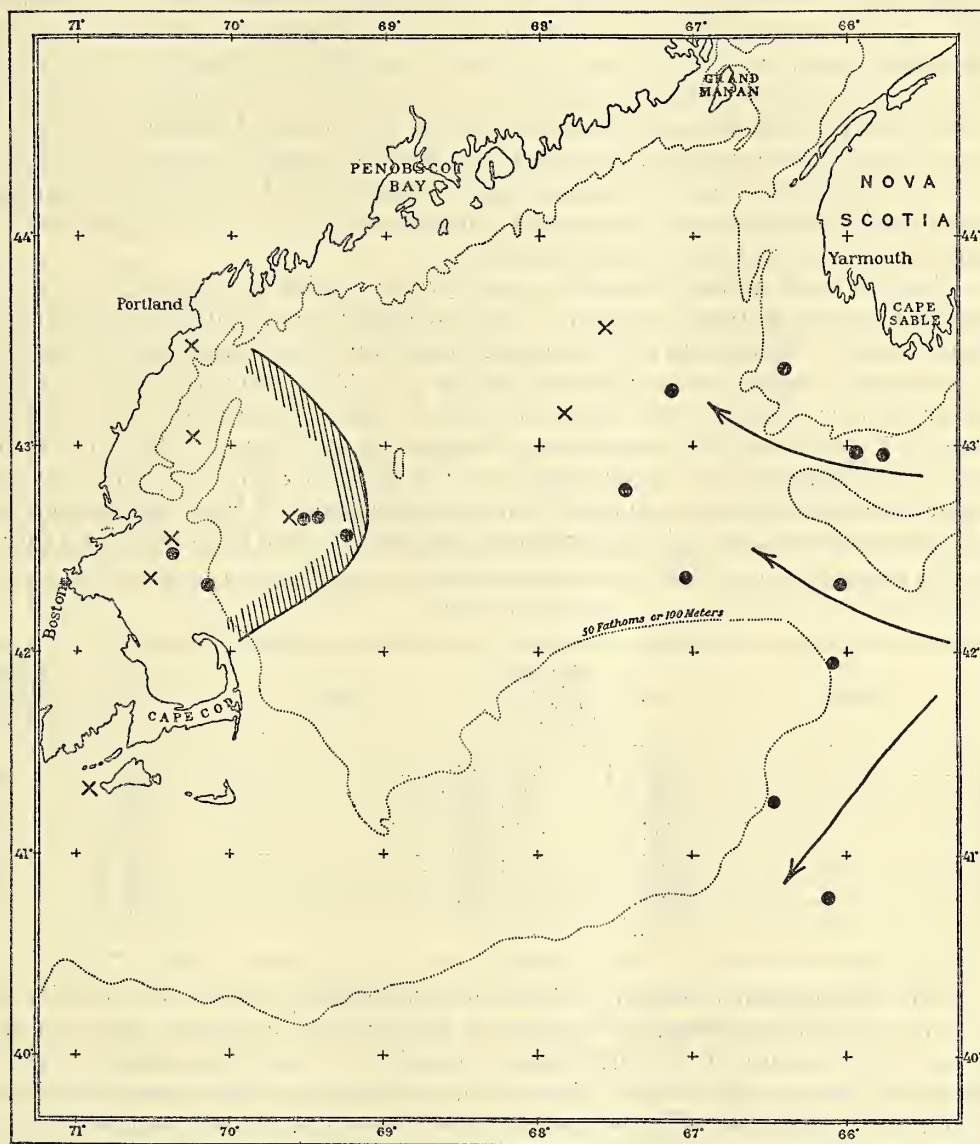 71° 70° 69° 68° 67° 66°
GRAND
MANAN
PENOBSCOT
BAY
NOVA
SCOTIA
44° 44°
Yarmouth
Portland
CAPE
SABLE
43° 43°
Boston
50 Fathoms or 100 Meters
42° 42°
CAPE COD
41° 41°
40° 40°
71° 70° 69° 68° 67° 66°